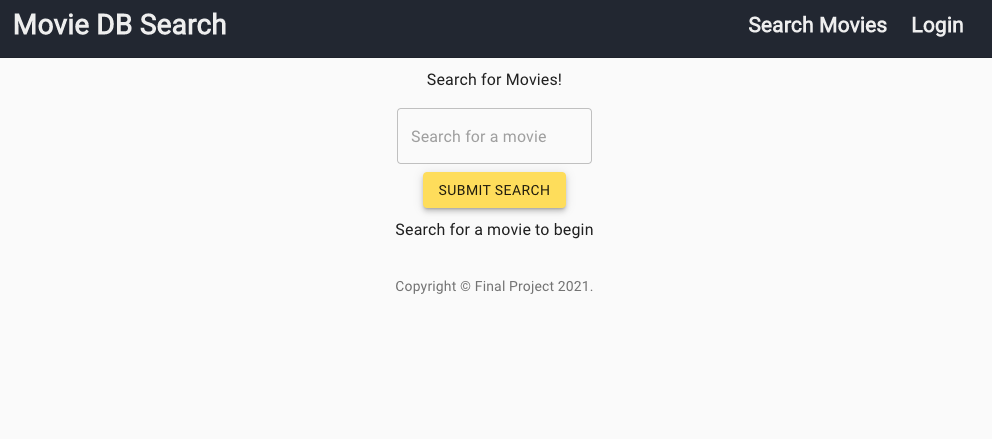 Movie DB Search
Search Movies
Login
Search for Movies!
Search for a movie
SUBMIT SEARCH
Search for a movie to begin
Copyright © Final Project 2021.